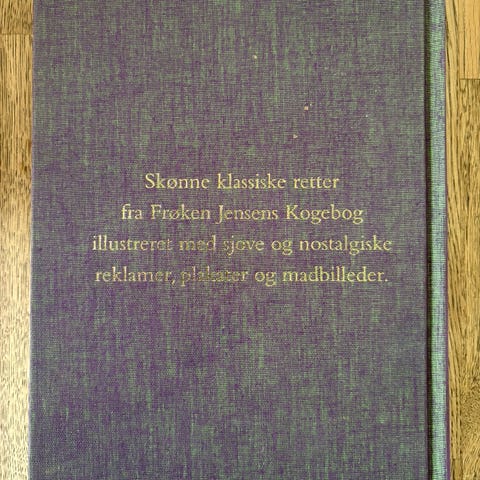 Skønne klassiske retter
fra Frøken Jensens Kogebog
illustreret med sjove og nostalgiske
reklamer, plakater og madbilleder.